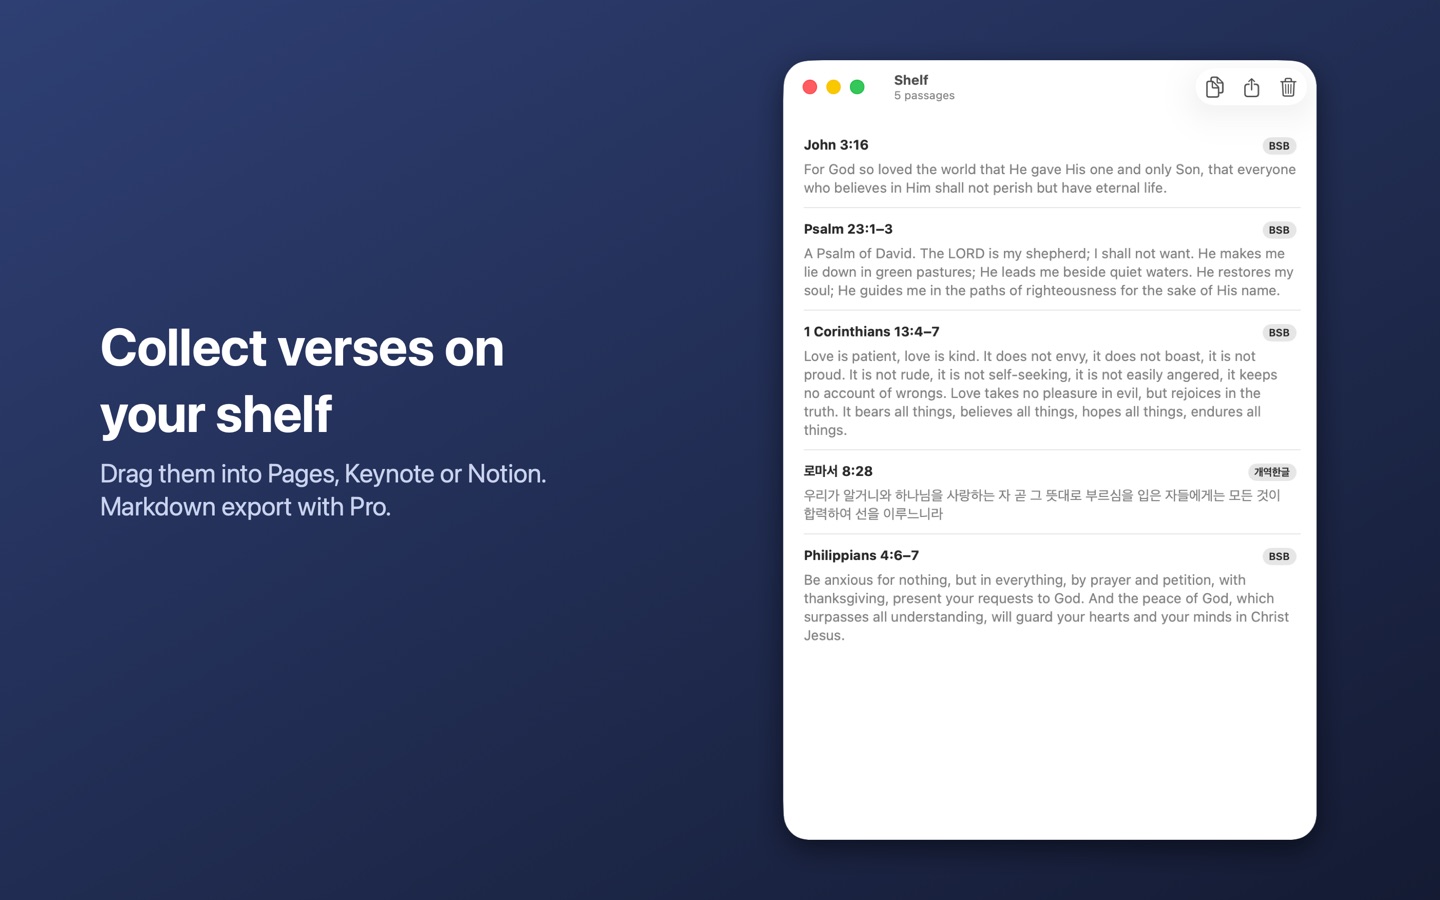 Collect verses on
your shelf
Drag them into Pages, Keynote or Notion.
Markdown export with Pro.
Shelf
5 passages
John 3:16
BSB
For God so loved the world that He gave His one and only Son, that everyone
who believes in Him shall not perish but have eternal life.
Psalm 23:1–3
BSB
A Psalm of David. The LORD is my shepherd; I shall not want. He makes me
lie down in green pastures; He leads me beside quiet waters. He restores my
soul; He guides me in the paths of righteousness for the sake of His name.
1 Corinthians 13:4–7
BSB
Love is patient, love is kind. It does not envy, it does not boast, it is not
proud. It is not rude, it is not self-seeking, it is not easily angered, it keeps
no account of wrongs. Love takes no pleasure in evil, but rejoices in the
truth. It bears all things, believes all things, hopes all things, endures all
things.
로마서 8:28
개역한글
우리가 알거니와 하나님을 사랑하는 자 곧 그 뜻대로 부르심을 입은 자들에게는 모든 것이
합력하여 선을 이루느니라
Philippians 4:6–7
BSB
Be anxious for nothing, but in everything, by prayer and petition, with
thanksgiving, present your requests to God. And the peace of God, which
surpasses all understanding, will guard your hearts and your minds in Christ
Jesus.